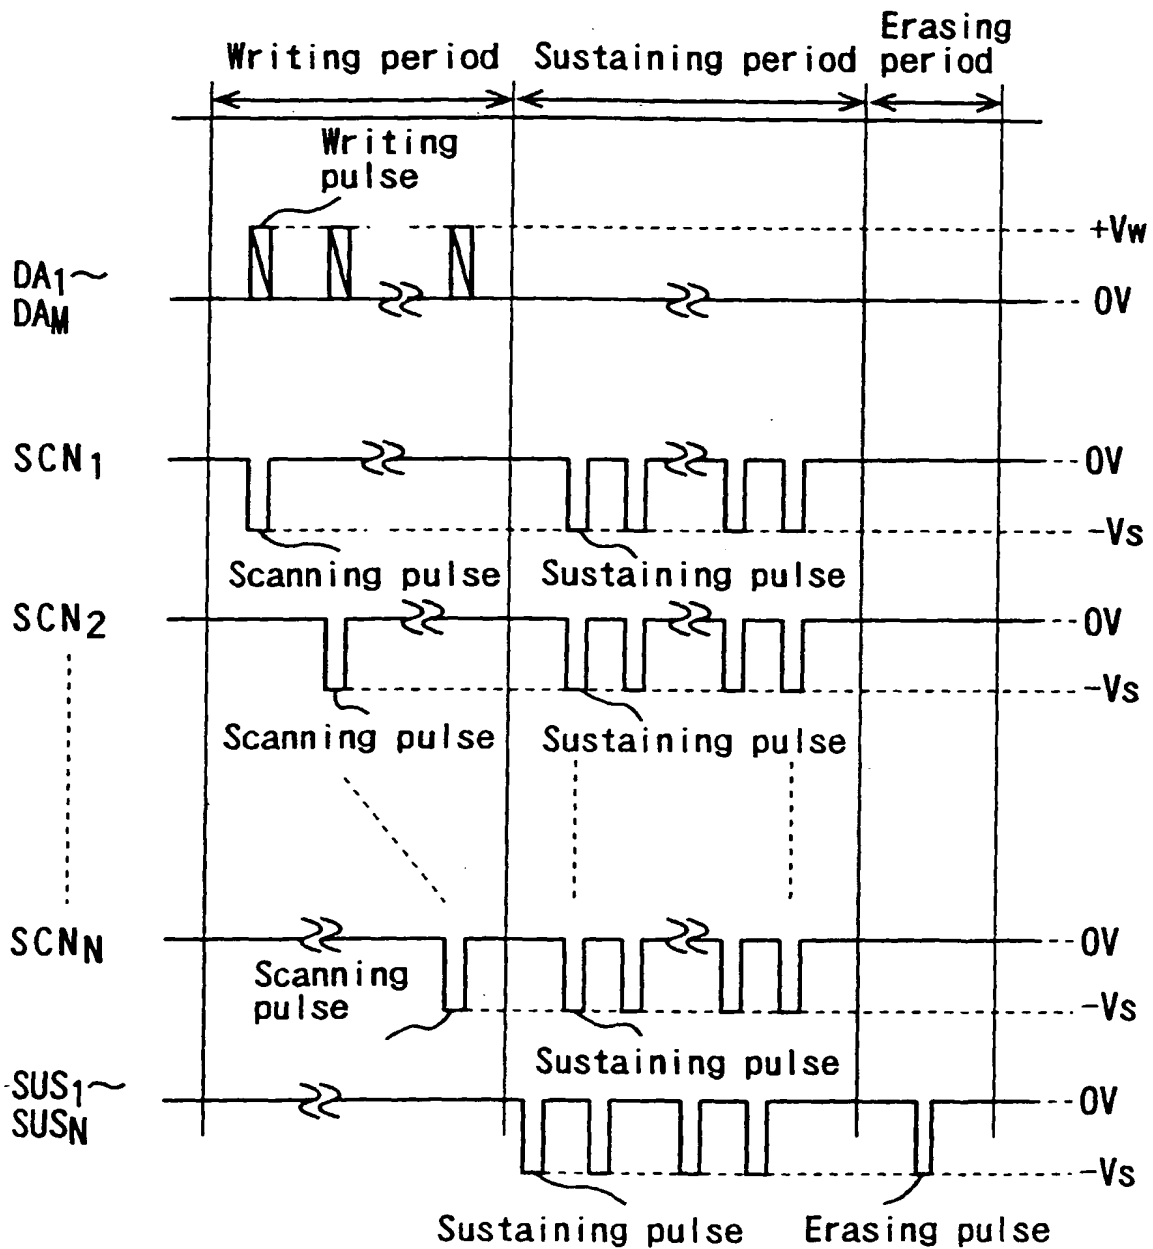 Writing period
Sustaining period
Erasing
period
Writing
pulse
+Vw
DA1~
DAM
0V
SCN1
0V
-Vs
Scanning pulse
Sustaining pulse
SCN2
0V
-Vs
Scanning pulse
Sustaining pulse
SCNN
0V
Scanning
pulse
-Vs
Sustaining pulse
SUS1~
SUSN
0V
-Vs
Sustaining pulse
Erasing pulse